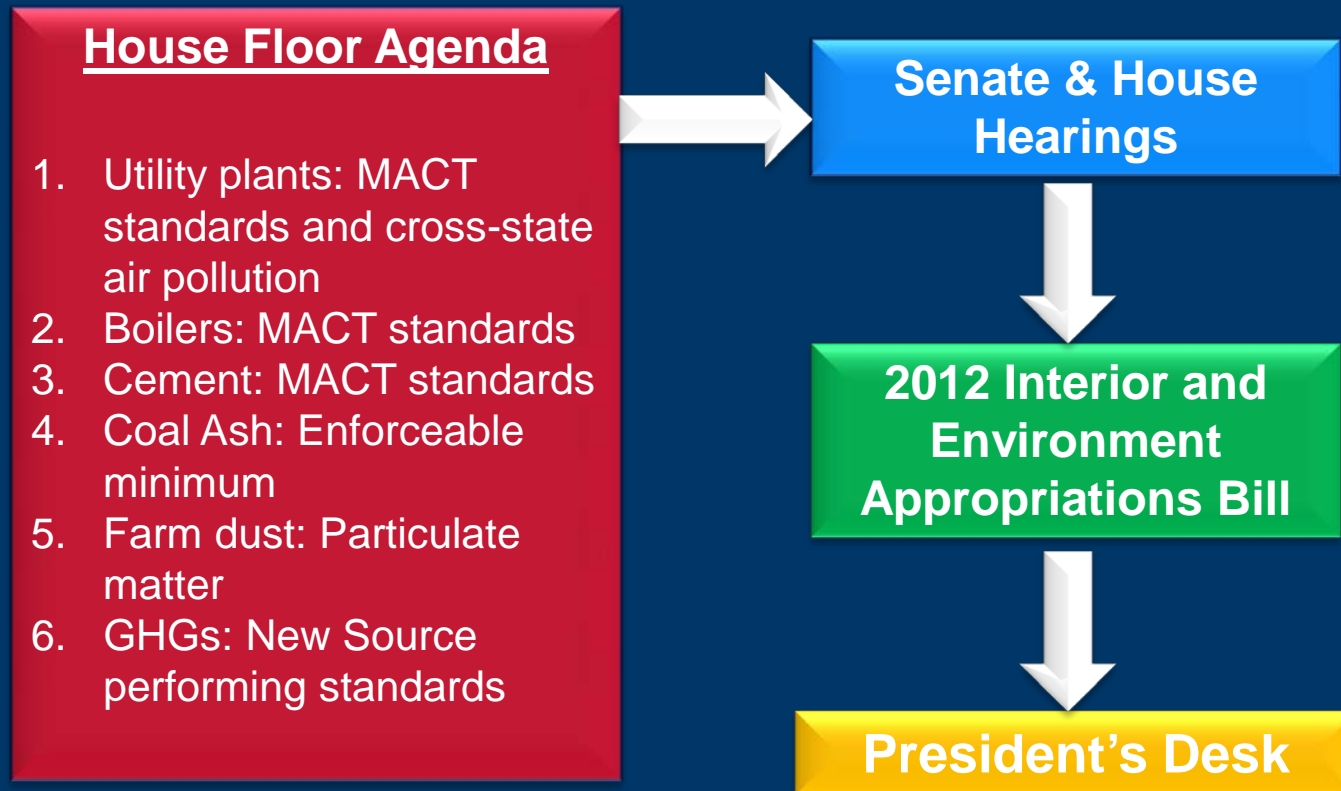 House Floor Agenda
1. Utility plants: MACT
standards and cross-state
air pollution
2. Boilers: MACT standards
3. Cement: MACT standards
4. Coal Ash: Enforceable
minimum
5. Farm dust: Particulate
matter
6. GHGs: New Source
performing standards
Senate & House
Hearings
2012 Interior and
Environment
Appropriations Bill
President’s Desk